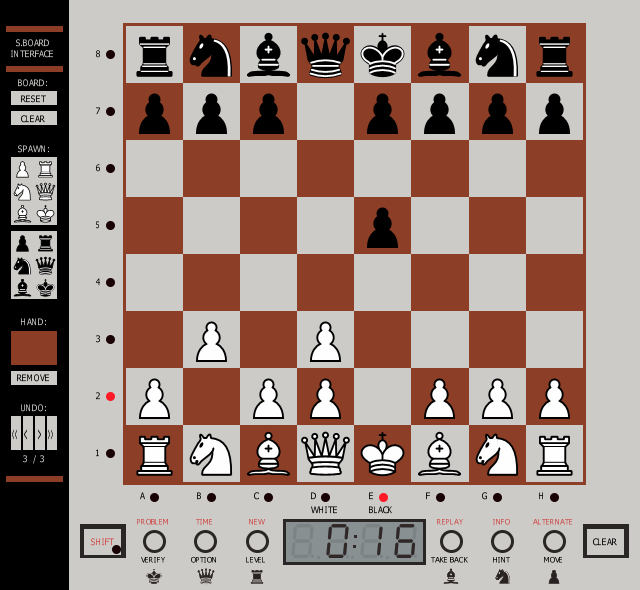 S.BOARD
INTERFACE
BOARD:
RESET
CLEAR
SPAWN:
HAND:
REMOVE
UNDO:
3 / 3
8
7
6
5
4
3
2
1
A B C D E F G H
WHITE BLACK
PROBLEM TIME NEW REPLAY INFO ALTERNATE
SHIFT 0:16 CLEAR
VERIFY OPTION LEVEL TAKE BACK HINT MOVE